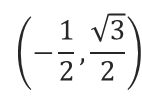 (-1/2, √3/2)